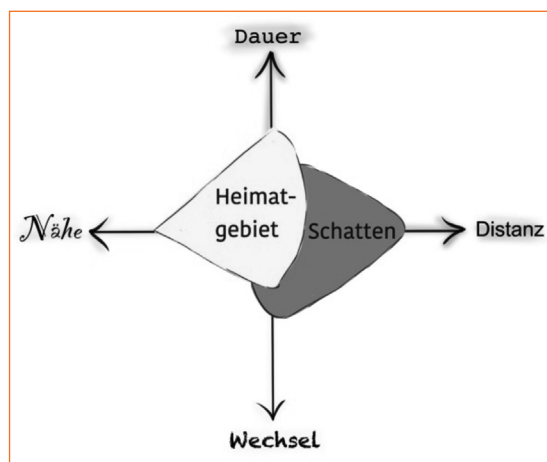 Dauer
Heimat-
gebiet
Nähe
Schatten
Distanz
Wechsel